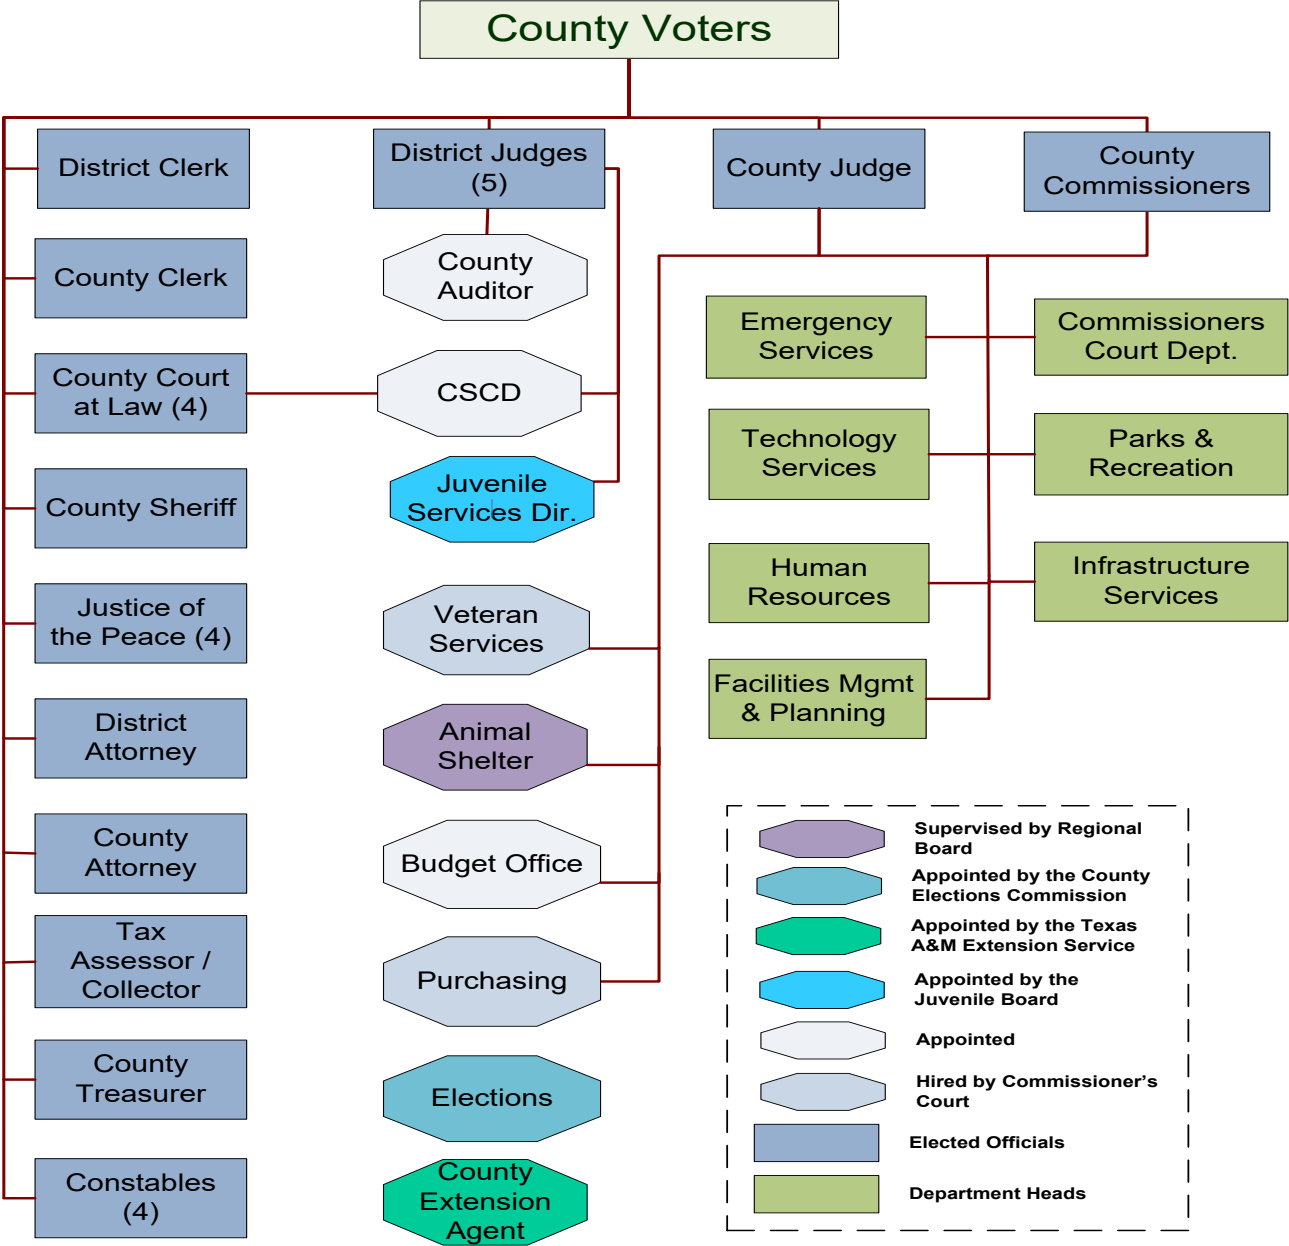 County Voters
District Clerk
County Clerk
County Court
at Law (4)
County Sheriff
Justice of
the Peace (4)
District
Attorney
County
Attorney
Tax
Assessor /
Collector
County
Treasurer
Constables
(4)
District Judges
(5)
County
Auditor
CSCD
Juvenile
Services Dir.
Veteran
Services
Animal
Shelter
Budget Office
Purchasing
Elections
County
Extension
Agent
County Judge
County
Commissioners
Emergency
Services
Commissioners
Court Dept.
Technology
Services
Parks &
Recreation
Human
Resources
Infrastructure
Services
Facilities Mgmt
& Planning
Supervised by Regional
Board
Appointed by the County
Elections Commission
Appointed by the Texas
A&M Extension Service
Appointed by the
Juvenile Board
Appointed
Hired by Commissioner's
Court
Elected Officials
Department Heads